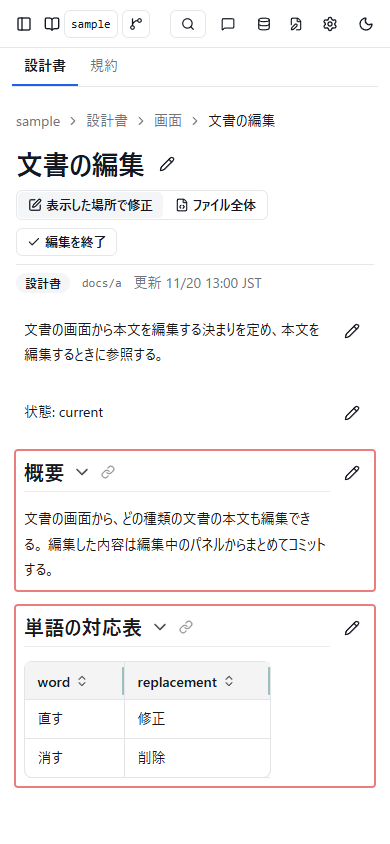 sample
設計書 規約
sample > 設計書 > 画面 > 文書の編集
文書の編集
表示した場所で修正 ファイル全体
編集を終了
設計書 docs/a 更新 11/20 13:00 JST
文書の画面から本文を編集する決まりを定め、本文を
編集するときに参照する。
状態: current
概要
文書の画面から、どの種類の文書の本文も編集でき
る。編集した内容は編集中のパネルからまとめてコミット
する。
単語の対応表
word replacement
直す 修正
消す 削除